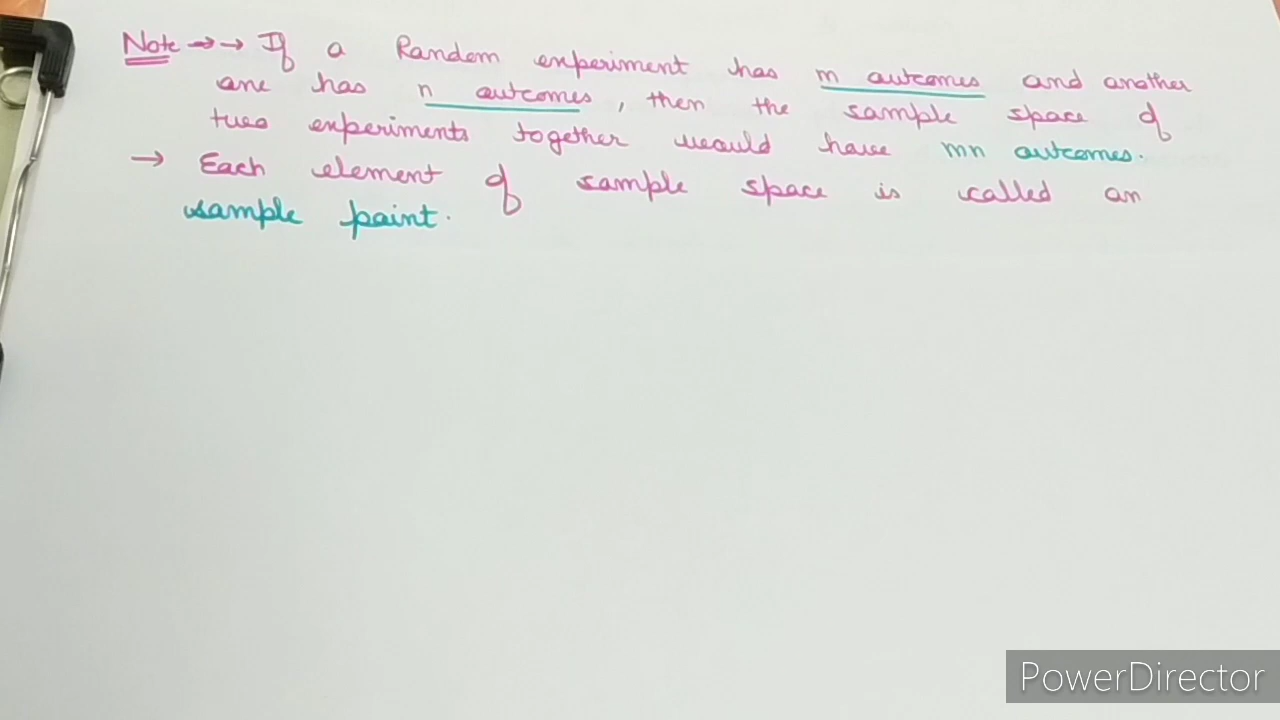 Note →→ If a Random experiment has m outcomes and another
one has n outcomes, then the sample space of
two experiments together would have mn outcomes.
→ Each element of sample space is called an
sample point.
PowerDirector